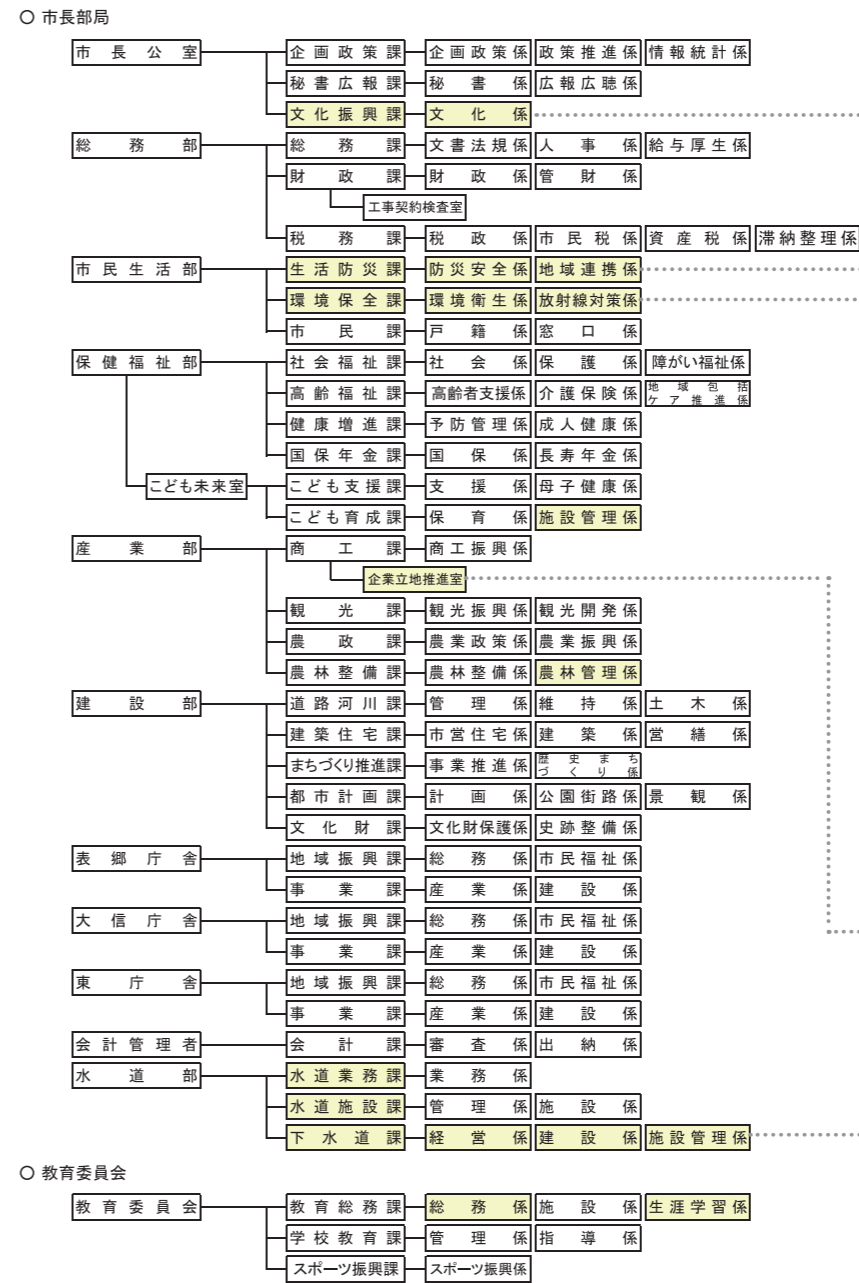 ○ 市長部局
市長公室 企画政策課 企画政策係 政策推進係 情報統計係
秘書広報課 秘書係 広報広聴係
文化振興課 文化係
総務部 総務課 文書法規係 人事係 給与厚生係
財政課 財政係 管財係
工事契約検査室
税務課 税政係 市民税係 資産税係 滞納整理係
市民生活部 生活防災課 防災安全係 地域連携係
環境保全課 環境衛生係 放射線対策係
市民課 戸籍係 窓口係
保健福祉部 社会福祉課 社会係 保護係 障がい福祉係
高齢福祉課 高齢者支援係 介護保険係 地域包括ケア推進係
健康増進課 予防管理係 成人健康係
国保年金課 国保係 長寿年金係
こども未来室 こども支援課 支援係 母子健康係
こども育成課 保育係 施設管理係
産業部 商工課 商工振興係
企業立地推進室
観光課 観光振興係 観光開発係
農政課 農業政策係 農業振興係
農林整備課 農林整備係 農林管理係
建設部 道路河川課 管理係 維持係 土木係
建築住宅課 市営住宅係 建築係 営繕係
まちづくり推進課 事業推進係 歴史まちづくり係
都市計画課 計画係 公園街路係 景観係
文化財課 文化財保護係 史跡整備係
表郷庁舎 地域振興課 総務係 市民福祉係
事業課 産業係 建設係
大信庁舎 地域振興課 総務係 市民福祉係
事業課 産業係 建設係
東庁舎 地域振興課 総務係 市民福祉係
事業課 産業係 建設係
会計管理者 会計課 審査係 出納係
水道部 水道業務課 業務係
水道施設課 管理係 施設係
下水道課 経営係 建設係 施設管理係
○ 教育委員会
教育委員会 教育総務課 総務係 施設係 生涯学習係
学校教育課 管理係 指導係
スポーツ振興課 スポーツ振興係